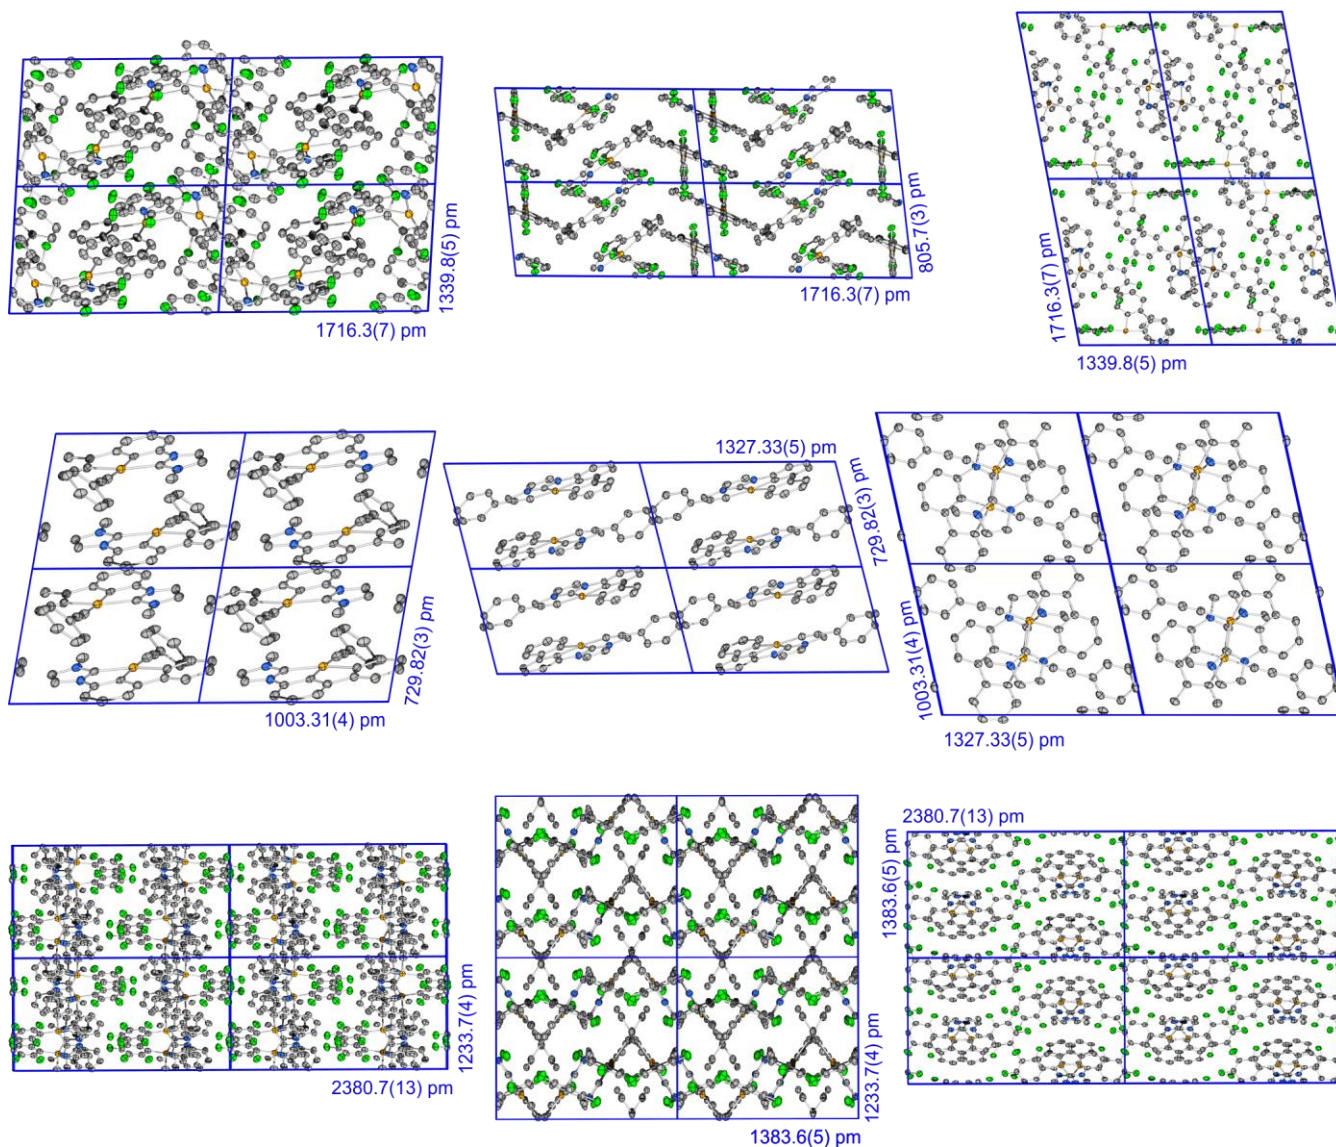 1339.8(5) pm
1716.3(7) pm
805.7(3) pm
1716.3(7) pm
1716.3(7) pm
1339.8(5) pm
729.82(3) pm
1003.31(4) pm
1327.33(5) pm
729.82(3) pm
1003.31(4) pm
1327.33(5) pm
1233.7(4) pm
2380.7(13) pm
1233.7(4) pm
1383.6(5) pm
2380.7(13) pm
1383.6(5) pm